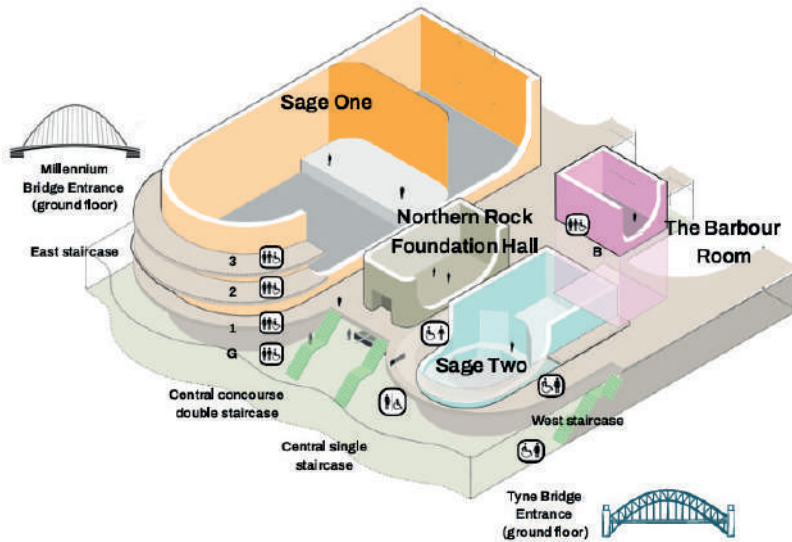 Sage One
Millennium
Bridge Entrance
(ground floor)
Northern Rock
Foundation Hall
The Barbour
Room
B
East staircase
3
2
1
G
Sage Two
Central concourse
double staircase
West staircase
Central single
staircase
Tyne Bridge
Entrance
(ground floor)